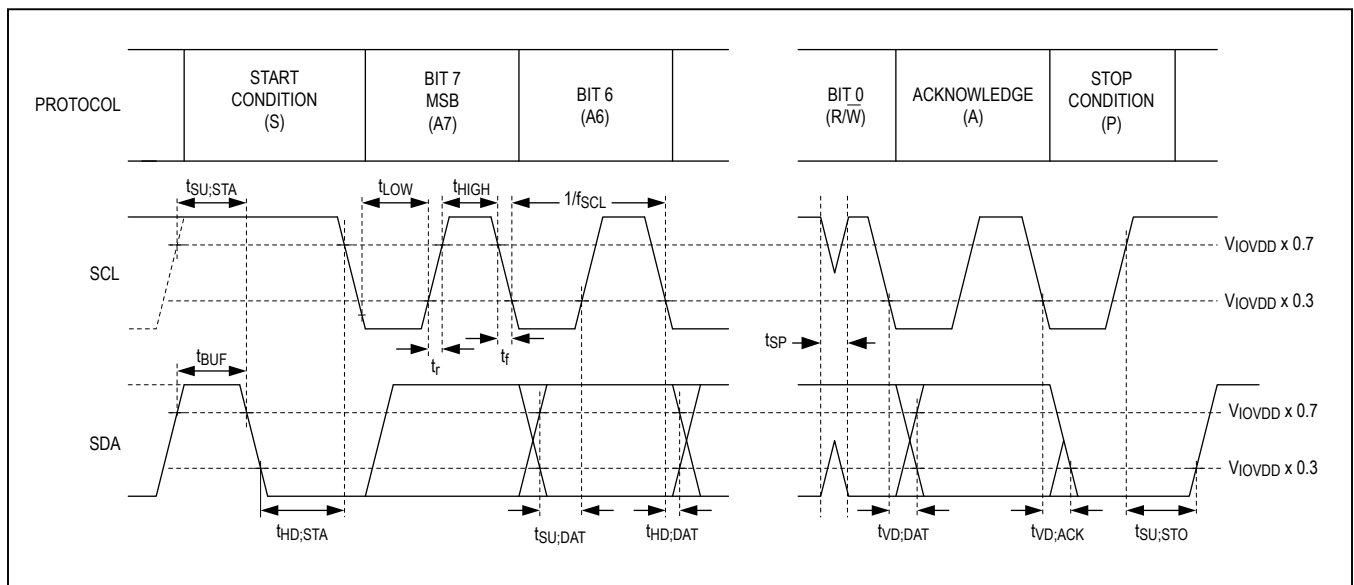 PROTOCOL
START
CONDITION
(S)
BIT 7
MSB
(A7)
BIT 6
(A6)
BIT 0
(R/W̅)
ACKNOWLEDGE
(A)
STOP
CONDITION
(P)
tSU;STA
tLOW
tHIGH
1/fSCL
SCL
VIOVDD x 0.7
VIOVDD x 0.3
tr
tf
tSP
tBUF
SDA
VIOVDD x 0.7
VIOVDD x 0.3
tHD;STA
tSU;DAT
tHD;DAT
tVD;DAT
tVD;ACK
tSU;STO